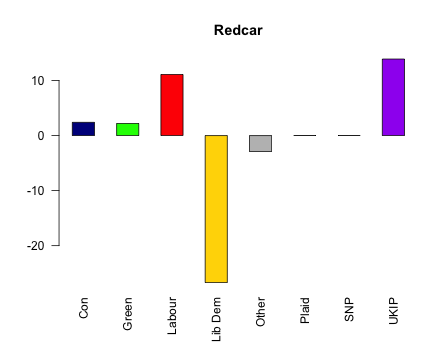 Redcar
10
0
-10
-20
Con
Green
Labour
Lib Dem
Other
Plaid
SNP
UKIP